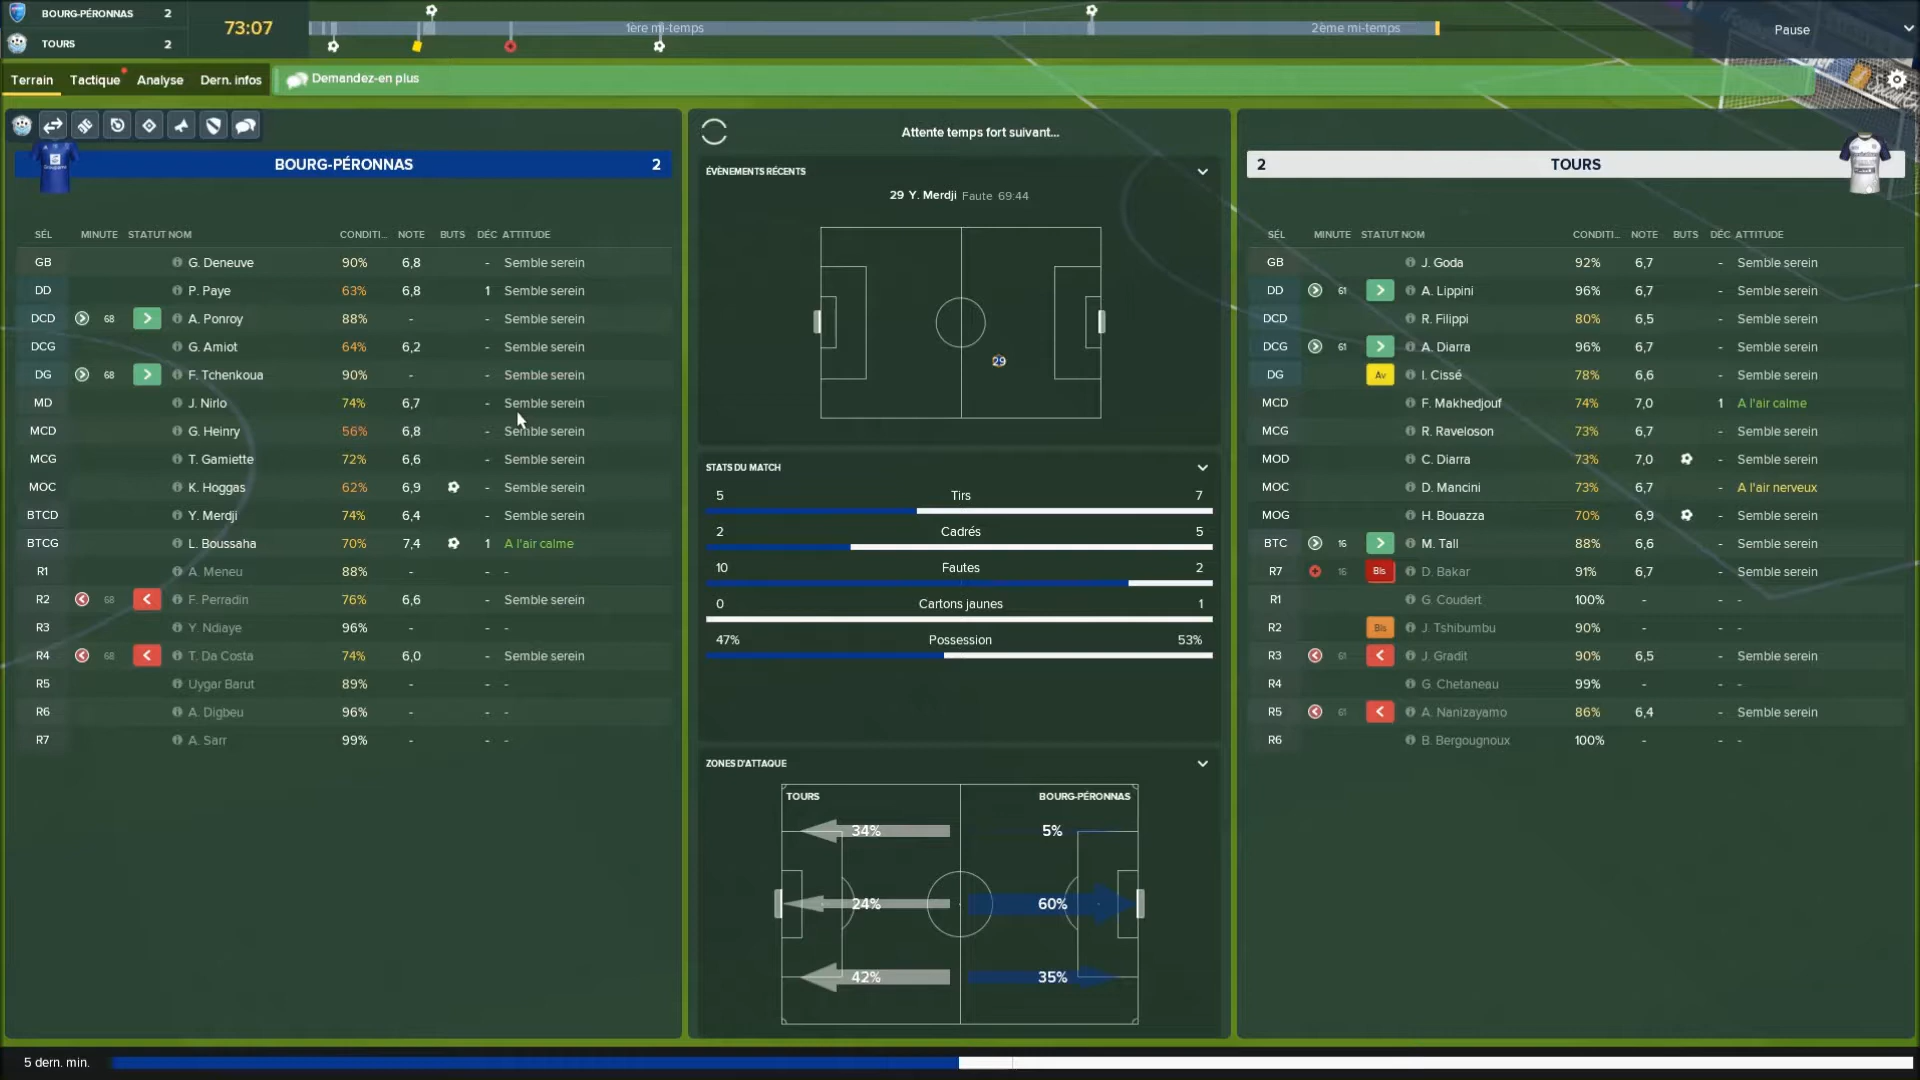 BOURG-PÉRONNAS 2
TOURS 2
73:07
1ère mi-temps
2ème mi-temps
Pause
Terrain Tactique Analyse Dern. infos
Demandez-en plus
BOURG-PÉRONNAS 2
SÉL MINUTE STATUT NOM CONDITI... NOTE BUTS DÉC ATTITUDE
GB G. Deneuve 90% 6,8 - Semble serein
DD P. Paye 63% 6,8 1 Semble serein
DCD 68 A. Ponroy 88% - - Semble serein
DCG G. Amiot 64% 6,2 - Semble serein
DG 68 F. Tchenkoua 90% - - Semble serein
MD J. Nirlo 74% 6,7 - Semble serein
MCD G. Heinry 56% 6,8 - Semble serein
MCG T. Gamiette 72% 6,6 - Semble serein
MOC K. Hoggas 62% 6,9 - Semble serein
BTCD Y. Merdji 74% 6,4 - Semble serein
BTCG L. Boussaha 70% 7,4 1 A l'air calme
R1 A. Meneu 88% - - -
R2 68 F. Perradin 76% 6,6 - Semble serein
R3 Y. Ndiaye 96% - - -
R4 68 T. Da Costa 74% 6,0 - Semble serein
R5 Uygar Barut 89% - - -
R6 A. Digbeu 96% - - -
R7 A. Sarr 99% - - -
Attente temps fort suivant...
ÉVÈNEMENTS RÉCENTS
29 Y. Merdji Faute 69:44
29
STATS DU MATCH
5 Tirs 7
2 Cadrés 5
10 Fautes 2
0 Cartons jaunes 1
47% Possession 53%
ZONES D'ATTAQUE
TOURS BOURG-PÉRONNAS
34% 5%
24% 60%
42% 35%
2 TOURS
SÉL MINUTE STATUT NOM CONDITI... NOTE BUTS DÉC ATTITUDE
GB J. Goda 92% 6,7 - Semble serein
DD 61 A. Lippini 96% 6,7 - Semble serein
DCD R. Filippi 80% 6,5 - Semble serein
DCG 61 A. Diarra 96% 6,7 - Semble serein
DG Av I. Cissé 78% 6,6 - Semble serein
MCD F. Makhedjouf 74% 7,0 1 A l'air calme
MCG R. Raveloson 73% 6,7 - Semble serein
MOD C. Diarra 73% 7,0 - Semble serein
MOC D. Mancini 73% 6,7 - A l'air nerveux
MOG H. Bouazza 70% 6,9 - Semble serein
BTC 16 M. Tall 88% 6,6 - Semble serein
R7 16 Bls D. Bakar 91% 6,7 - Semble serein
R1 G. Coudert 100% - - -
R2 Bls J. Tshibumbu 90% - - -
R3 61 J. Gradit 90% 6,5 - Semble serein
R4 G. Chetaneau 99% - - -
R5 61 A. Nanizayamo 86% 6,4 - Semble serein
R6 B. Bergougnoux 100% - - -
5 dern. min.